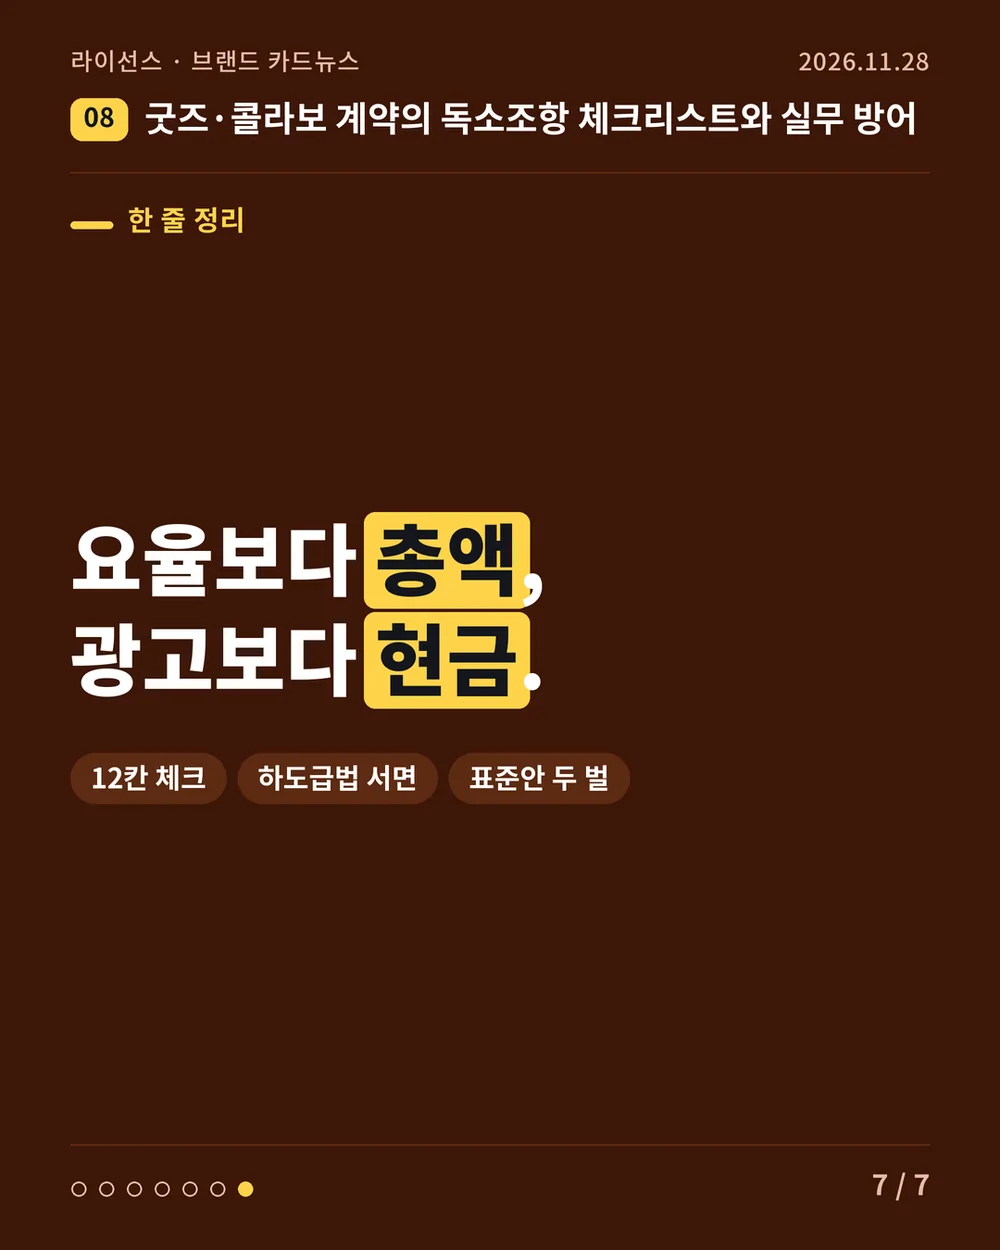 라이선스 · 브랜드 카드뉴스
2026.11.28
08 굿즈·콜라보 계약의 독소조항 체크리스트와 실무 방어
한 줄 정리
요율보다 총액,
광고보다 현금.
12칸 체크 하도급법 서면 표준안 두 벌
7 / 7